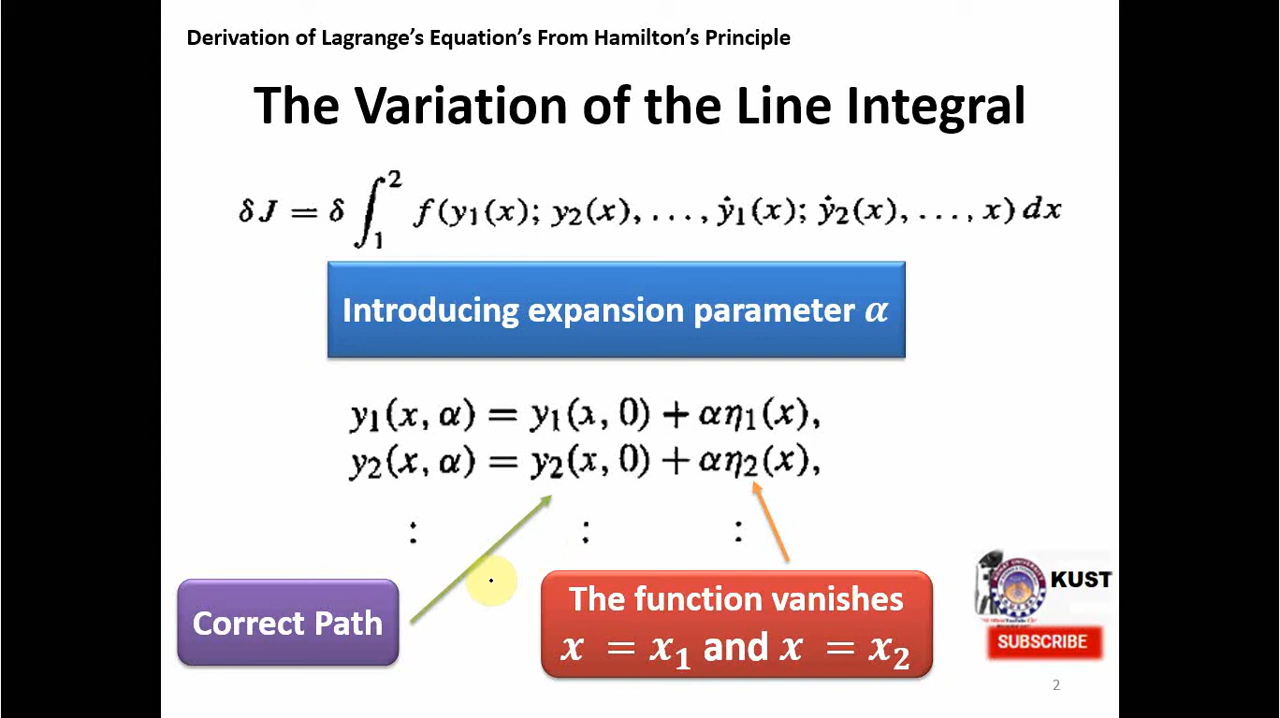 Derivation of Lagrange's Equation's From Hamilton's Principle
The Variation of the Line Integral
δJ = δ ∫₁² f(y₁(x); y₂(x), . . . , ẏ₁(x); ẏ₂(x), . . . , x) dx
Introducing expansion parameter α
y₁(x, α) = y₁(x, 0) + αη₁(x),
y₂(x, α) = y₂(x, 0) + αη₂(x),
: : :
Correct Path
The function vanishes
x = x₁ and x = x₂
KUST
SUBSCRIBE
2